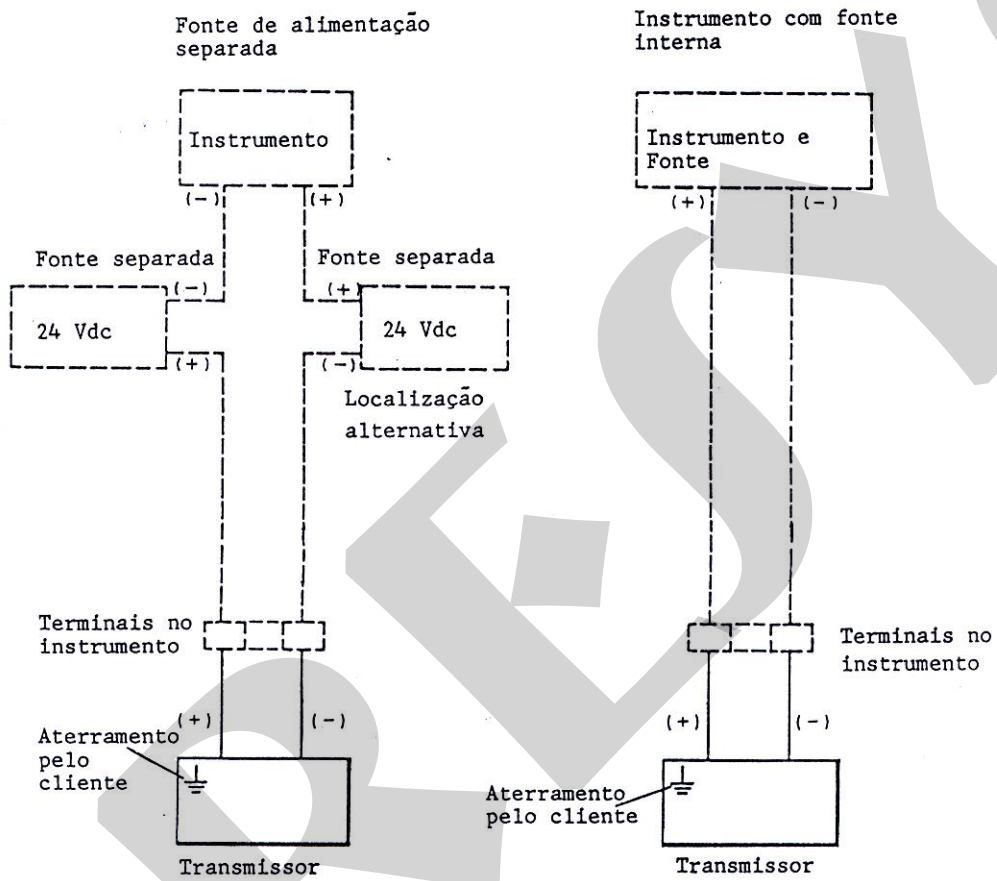 Fonte de alimentação
separada
Instrumento
(-)
(+)
Fonte separada
(-)
24 Vdc
(+)
Fonte separada
(+)
24 Vdc
(-)
Localização
alternativa
Terminais no
instrumento
(+)
(-)
Aterramento
pelo
cliente
Transmissor
Instrumento com fonte
interna
Instrumento e
Fonte
(+)
(-)
Terminais no
instrumento
(+)
(-)
Aterramento
pelo cliente
Transmissor